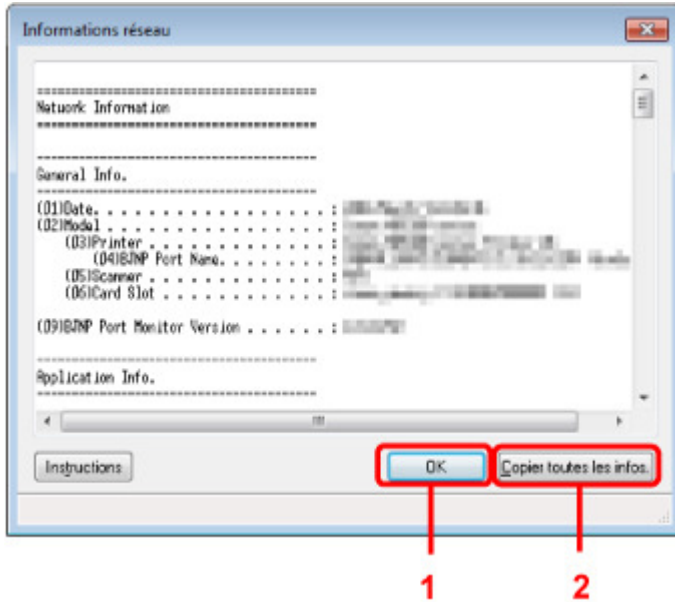 Informations réseau
==========================================
Network Information
==========================================
------------------------------------------
General Info.
------------------------------------------
(01)Date. . . . . . . . . . . . . . . . . :
(02)Model . . . . . . . . . . . . . . . . :
(03)Printer . . . . . . . . . . . . . . :
(04)BJNP Port Name. . . . . . . . . . :
(05)Scanner . . . . . . . . . . . . . . :
(06)Card Slot . . . . . . . . . . . . . :
(09)BJNP Port Monitor Version . . . . . . :
------------------------------------------
Application Info.
------------------------------------------
Instructions OK Copier toutes les infos.
1 2